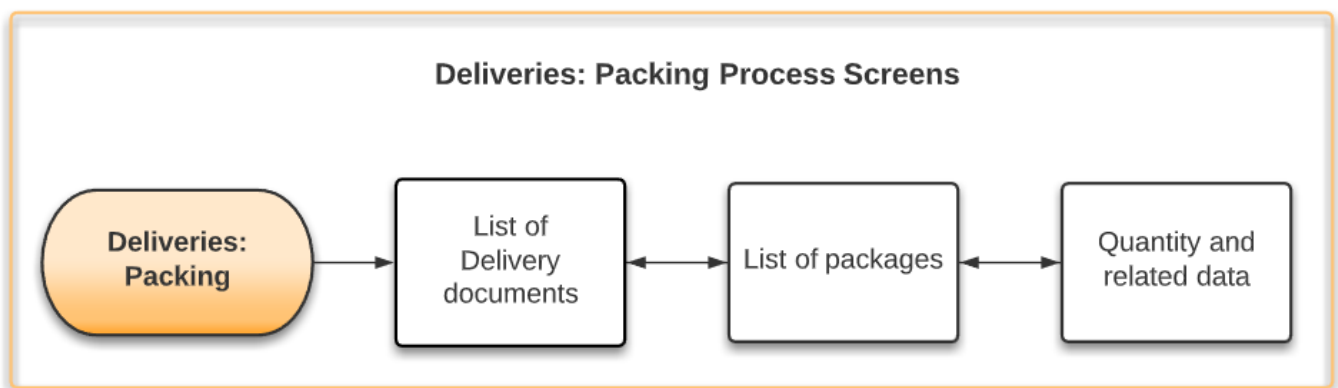 Deliveries: Packing Process Screens
Deliveries:
Packing
List of
Delivery
documents
List of packages
Quantity and
related data